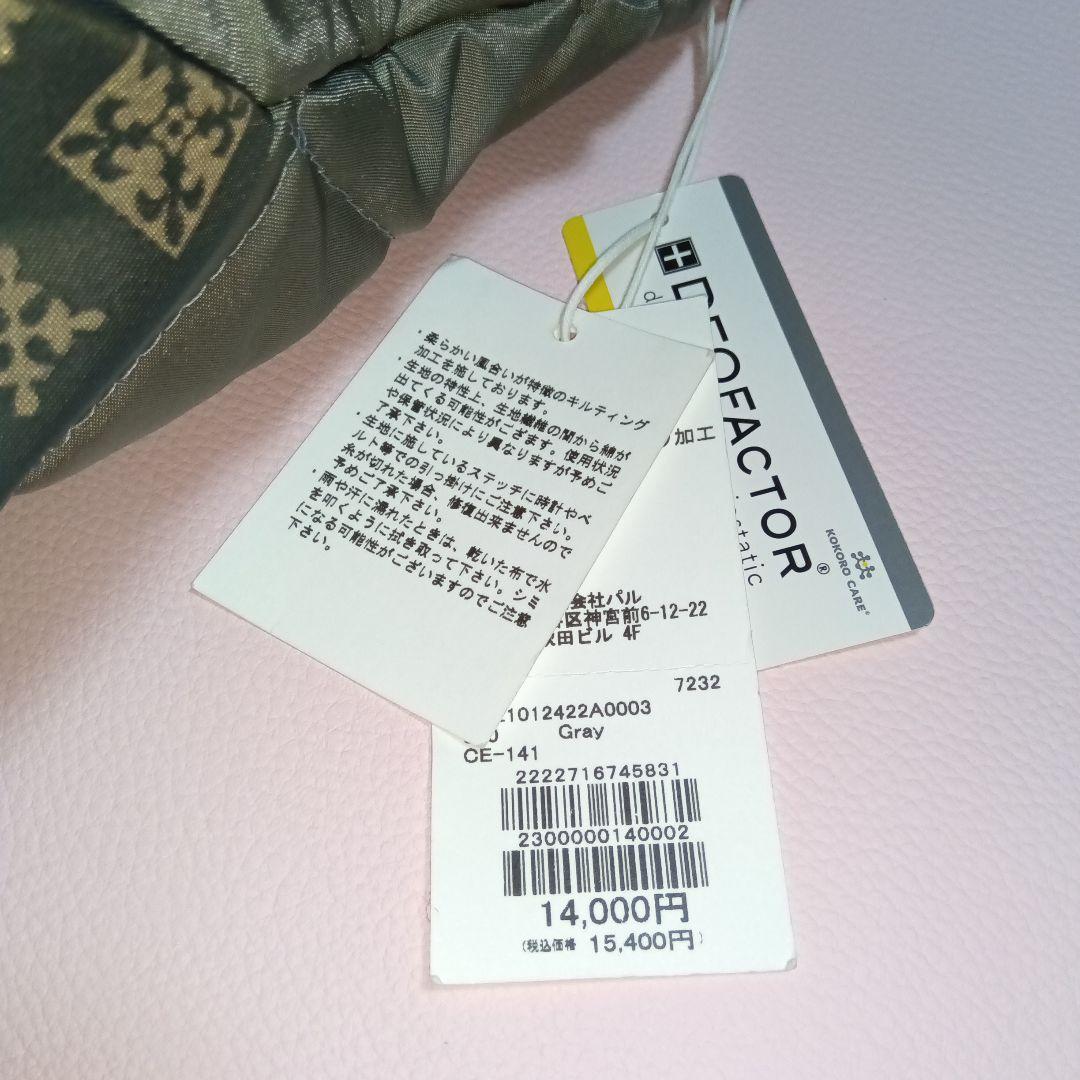 ・柔らかい風合いが特徴のキルティング
加工を施しております。
・生地の特性上、生地繊維の間から綿が
出てくる可能性がござます。使用状況
や保管状況により異なりますが予めご
了承下さい。
・生地に施しているステッチに時計やベ
ルト等での引っ掛けにご注意下さい。
糸が切れた場合、修復出来ませんので
予めご了承下さい。
・雨や汗に濡れたときは、乾いた布で水
を叩くように拭き取って下さい。シミ
になる可能性がございますのでご注意
下さい。
DEOFACTOR®
static
KOKORO CARE®
加工
会社パル
区神宮前6-12-22
田ビル 4F
7232
1012422A0003
0 Gray
CE-141
2222716745831
2300000140002
14,000円
(税込価格 15,400円)